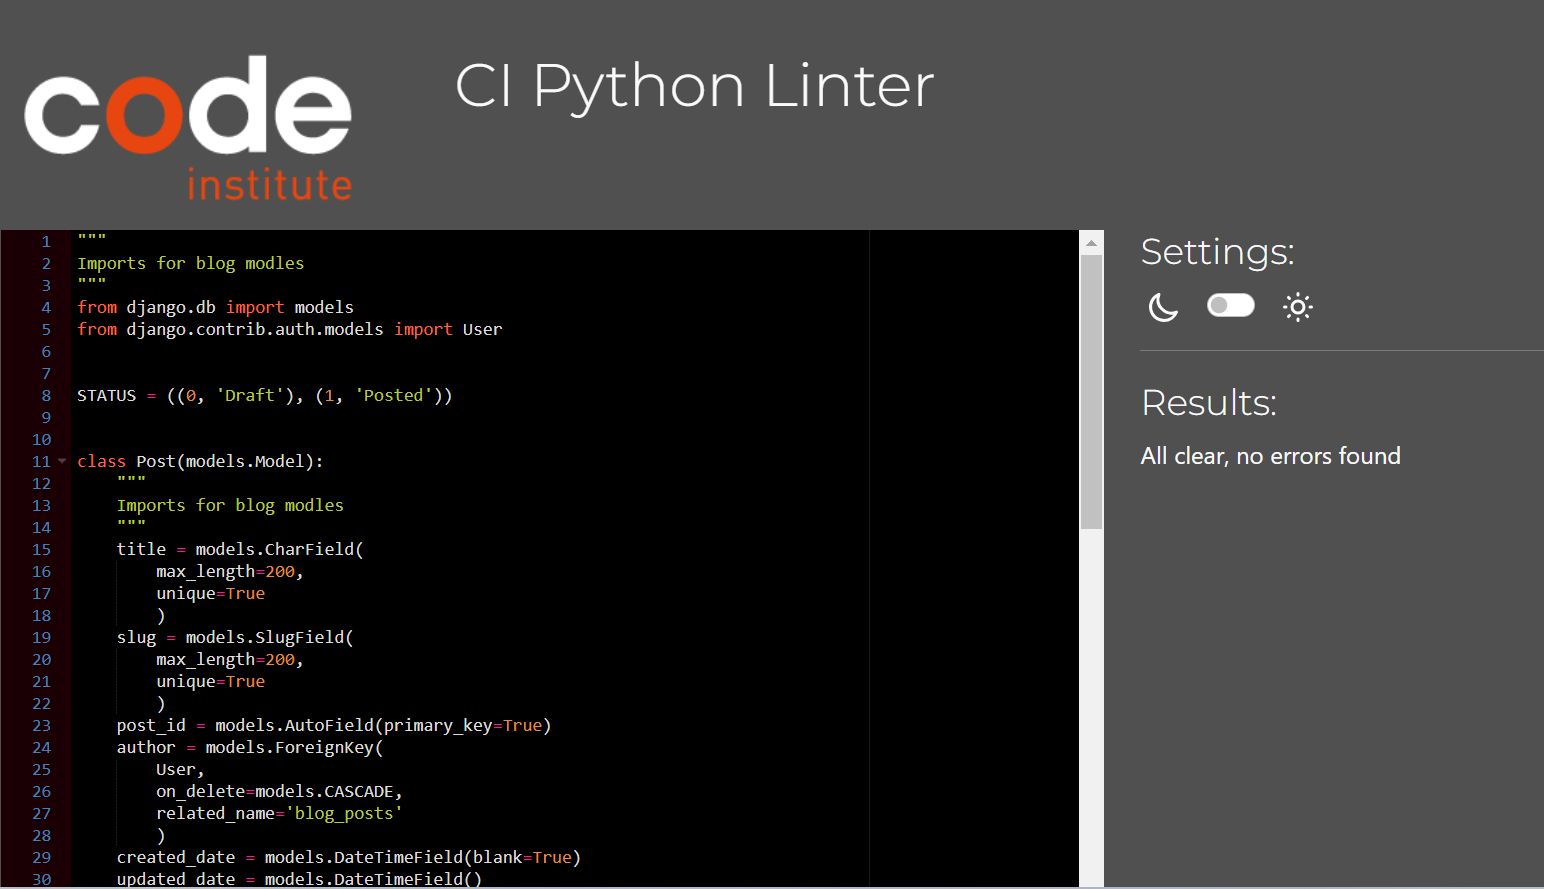 code
institute
CI Python Linter
1 """
2 Imports for blog modles
3 """
4 from django.db import models
5 from django.contrib.auth.models import User
6
7
8 STATUS = ((0, 'Draft'), (1, 'Posted'))
9
10
11 class Post(models.Model):
12     """
13     Imports for blog modles
14     """
15     title = models.CharField(
16         max_length=200,
17         unique=True
18         )
19     slug = models.SlugField(
20         max_length=200,
21         unique=True
22         )
23     post_id = models.AutoField(primary_key=True)
24     author = models.ForeignKey(
25         User,
26         on_delete=models.CASCADE,
27         related_name='blog_posts'
28         )
29     created_date = models.DateTimeField(blank=True)
30     updated_date = models.DateTimeField()
Settings:
Results:
All clear, no errors found